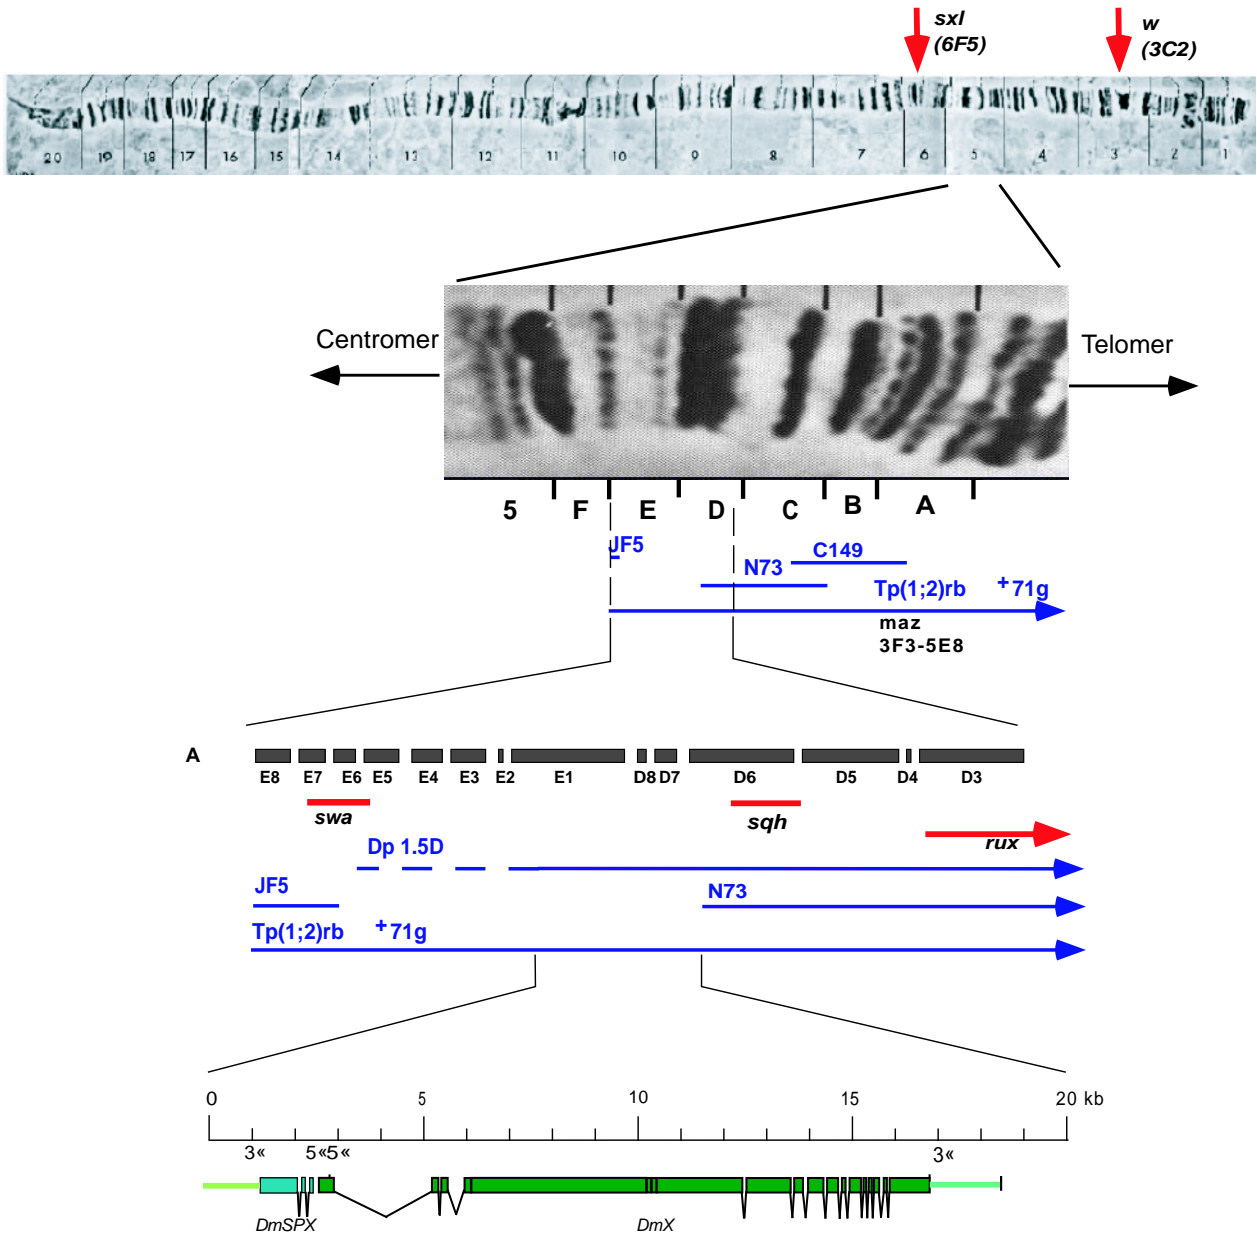 sxl w
(6F5) (3C2)
20 19 18 17 16 15 14 13 12 11 10 9 8 7 6 5 4 3 2 1
Centromer Telomer
5 F E D C B A
JF5 C149
N73
Tp(1;2)rb +71g
maz
3F3-5E8
A
E8 E7 E6 E5 E4 E3 E2 E1 D8 D7 D6 D5 D4 D3
swa sqh
rux
Dp 1.5D
JF5 N73
Tp(1;2)rb +71g
0 5 10 15 20 kb
3« 5«5« 3«
DmSPX DmX